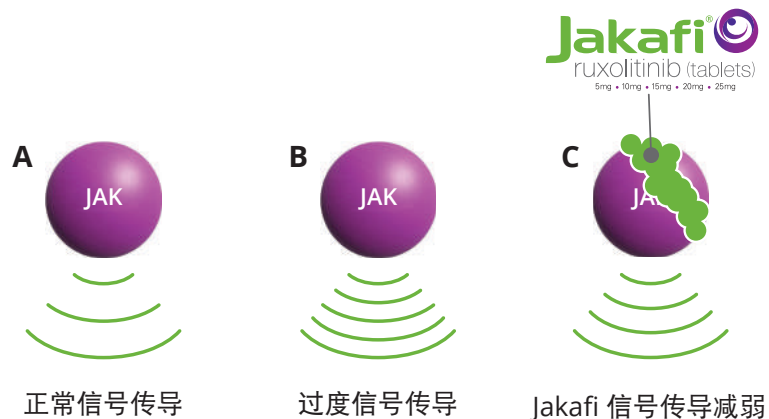 Jakafi®
ruxolitinib (tablets)
5mg • 10mg • 15mg • 20mg • 25mg
A
B
C
JAK
JAK
JA
正常信号传导
过度信号传导
Jakafi 信号传导减弱